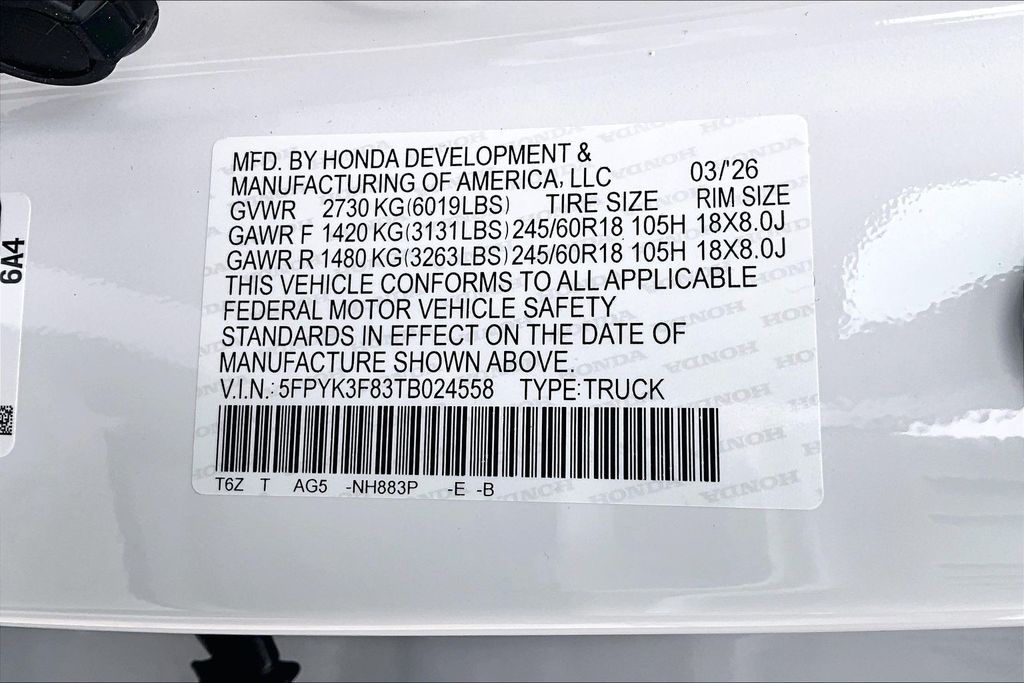 MFD. BY HONDA DEVELOPMENT &
MANUFACTURING OF AMERICA, LLC 03/'26
GVWR 2730 KG(6019LBS) TIRE SIZE RIM SIZE
GAWR F 1420 KG(3131LBS) 245/60R18 105H 18X8.0J
GAWR R 1480 KG(3263LBS) 245/60R18 105H 18X8.0J
THIS VEHICLE CONFORMS TO ALL APPLICABLE
FEDERAL MOTOR VEHICLE SAFETY
STANDARDS IN EFFECT ON THE DATE OF
MANUFACTURE SHOWN ABOVE.
V.I.N.: 5FPYK3F83TB024558 TYPE: TRUCK
T6Z T AG5 -NH883P -E -B
6A4